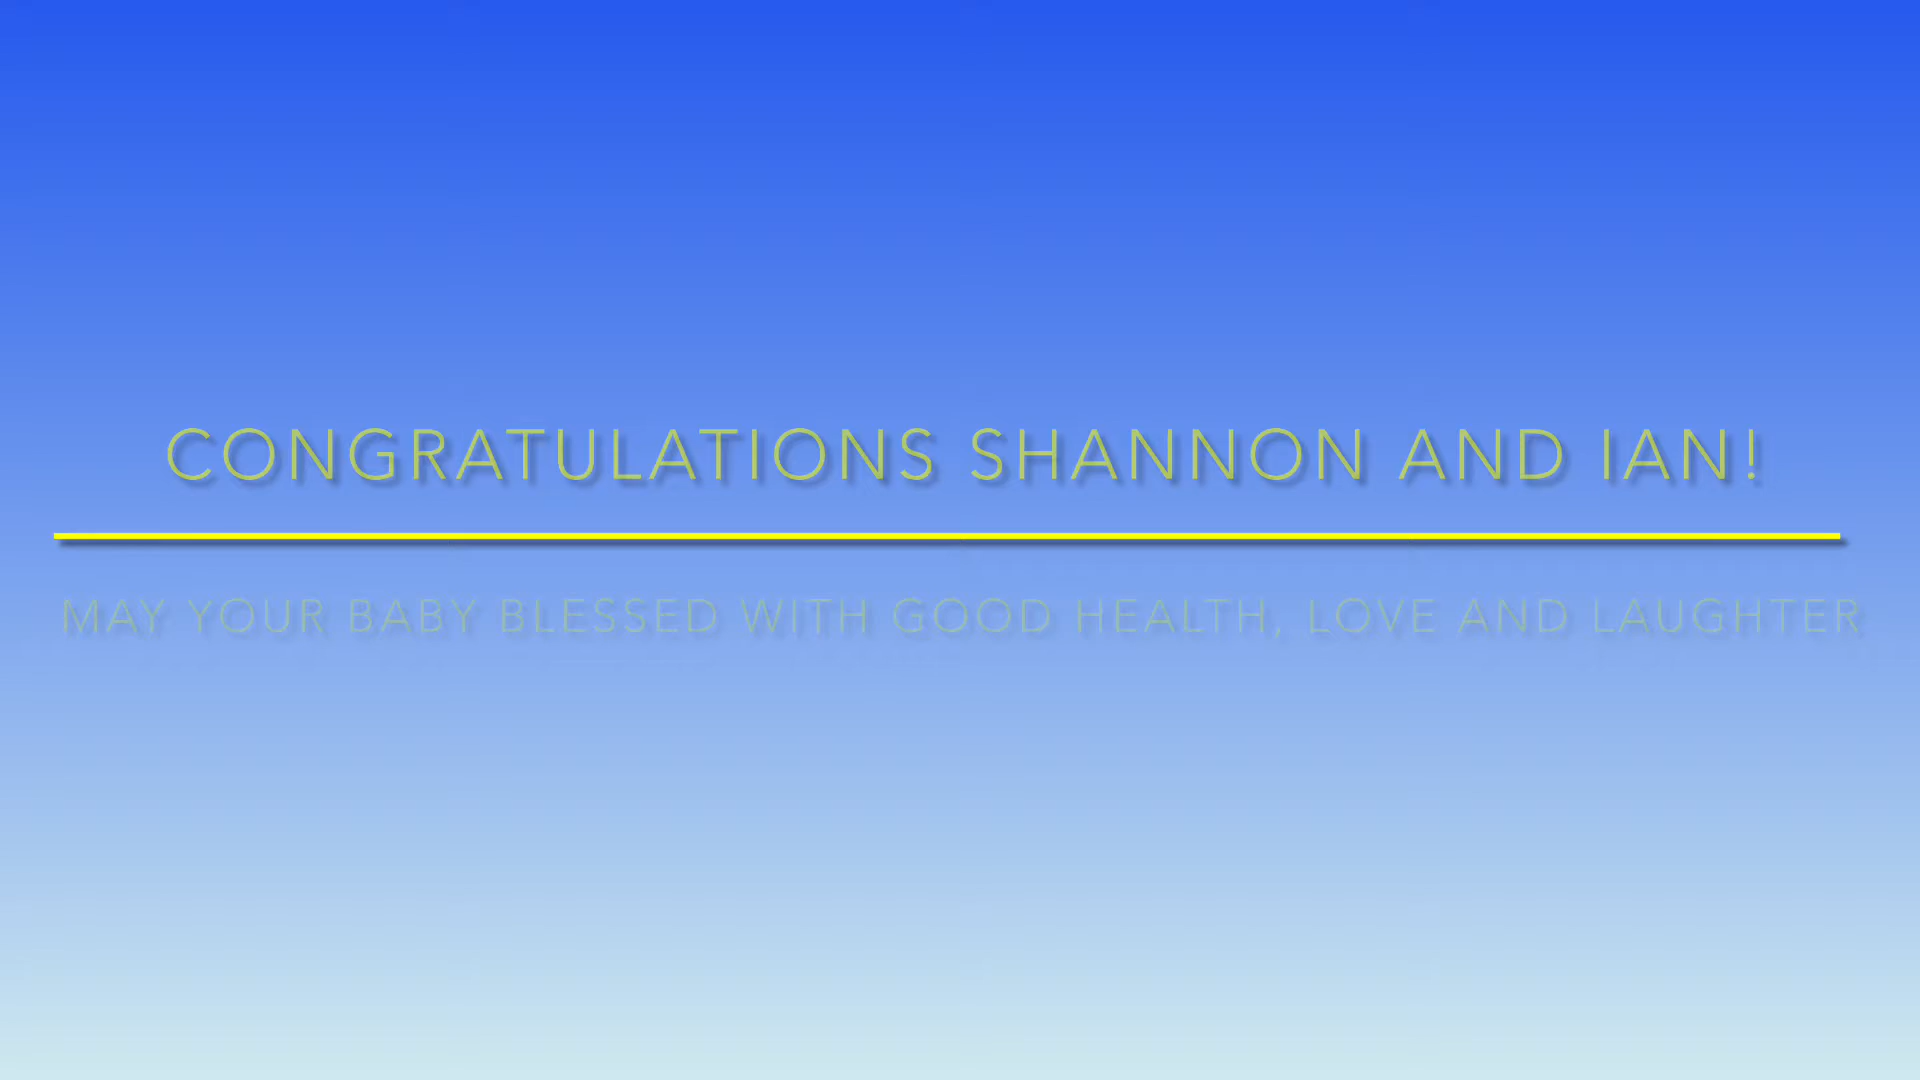 CONGRATULATIONS SHANNON AND IAN!
MAY YOUR BABY BLESSED WITH GOOD HEALTH, LOVE AND LAUGHTER